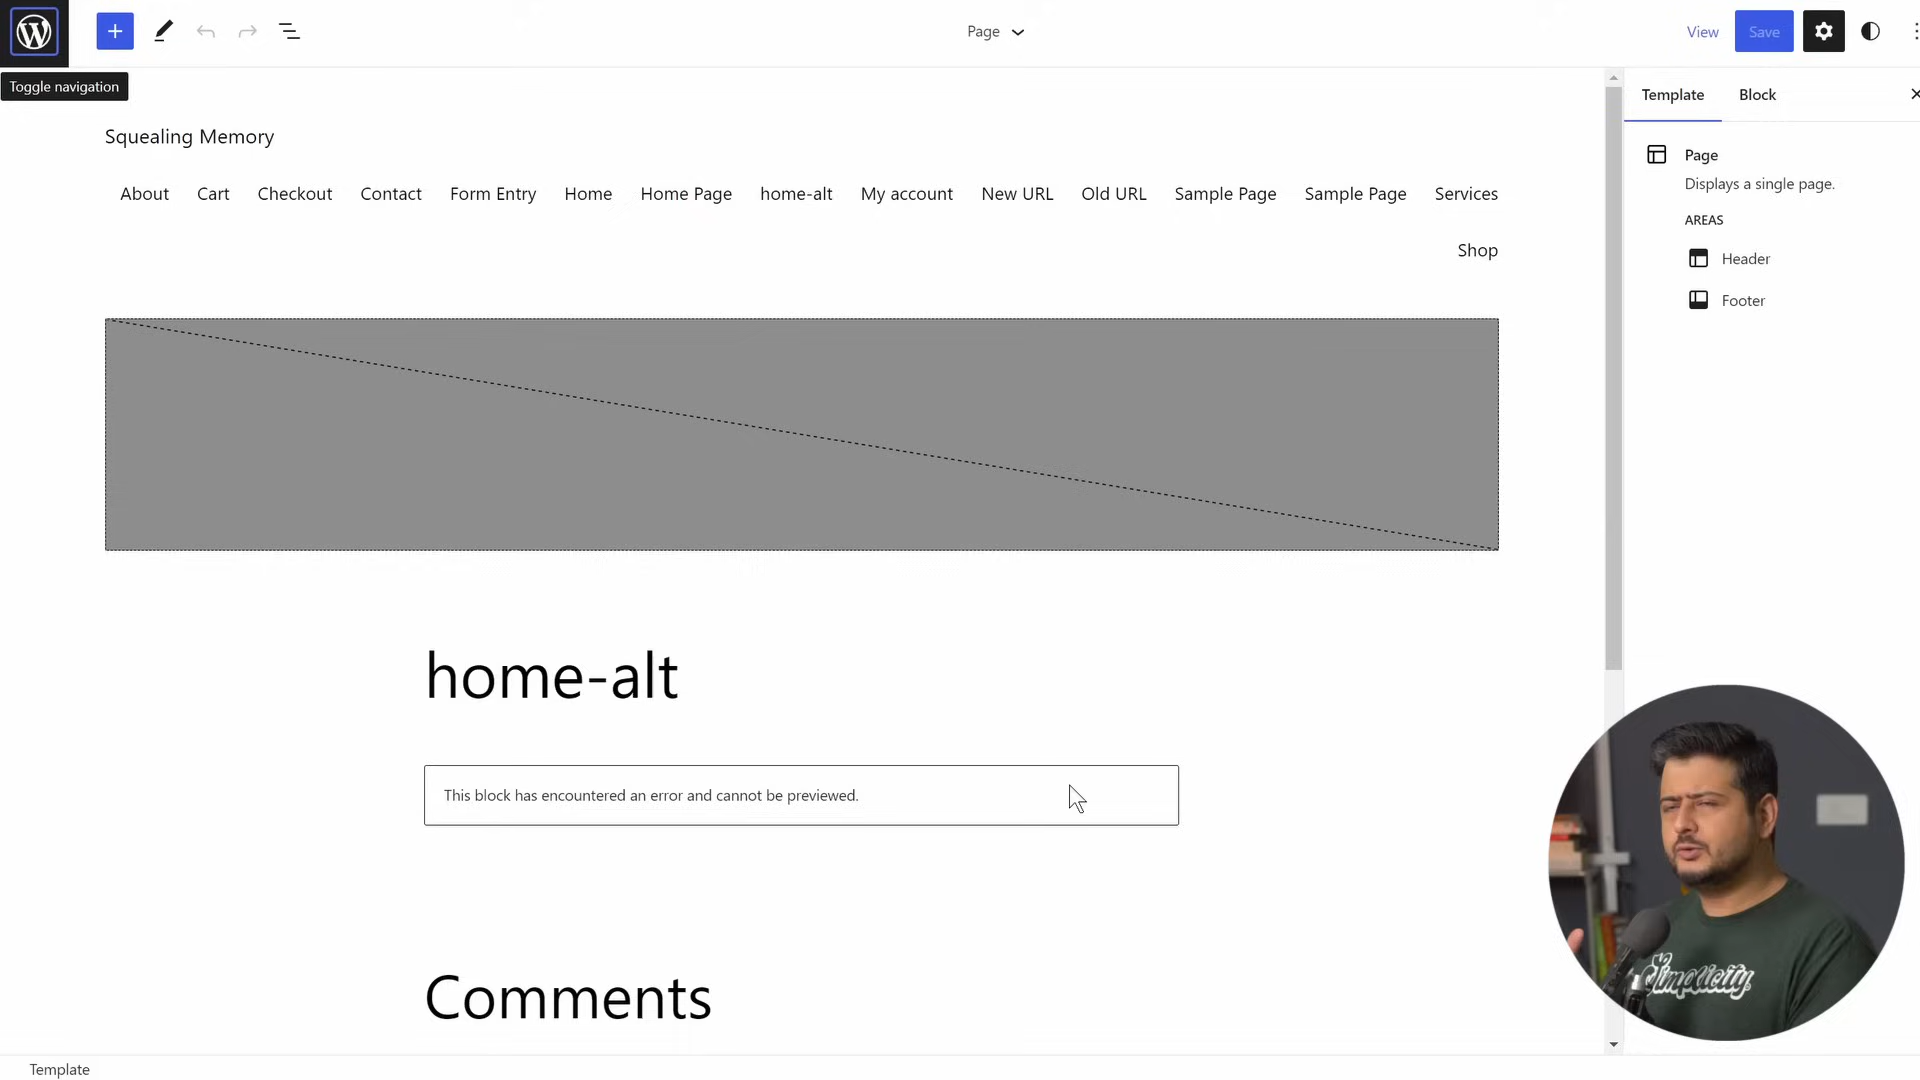 Page
View
Save
Toggle navigation
Template
Block
Squealing Memory
About Cart Checkout Contact Form Entry Home Home Page home-alt My account New URL Old URL Sample Page Sample Page Services
Shop
Page
Displays a single page.
AREAS
Header
Footer
home-alt
This block has encountered an error and cannot be previewed.
Comments
Simplicity
Template